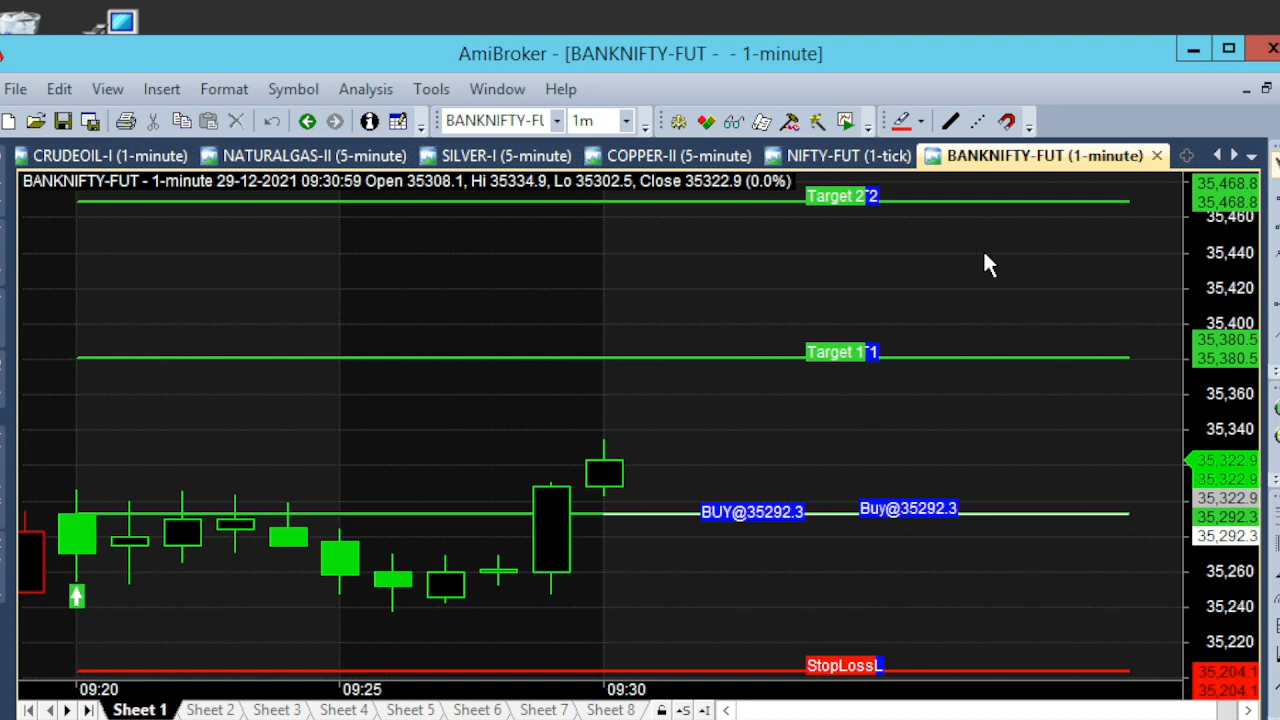 AmiBroker - [BANKNIFTY-FUT - - 1-minute]
File Edit View Insert Format Symbol Analysis Tools Window Help
BANKNIFTY-FU 1m
CRUDEOIL-I (1-minute) NATURALGAS-II (5-minute) SILVER-I (5-minute) COPPER-II (5-minute) NIFTY-FUT (1-tick) BANKNIFTY-FUT (1-minute)
BANKNIFTY-FUT - 1-minute 29-12-2021 09:30:59 Open 35308.1, Hi 35334.9, Lo 35302.5, Close 35322.9 (0.0%)
35,468.8
Target 2 T2
35,468.8
35,460
35,440
35,420
35,400
35,380.5
Target 1 T1
35,380.5
35,360
35,340
35,322.9
35,322.9
35,322.9
BUY@35292.3 Buy@35292.3
35,292.3
35,292.3
35,260
35,240
35,220
StopLoss L
35,204.1
35,204.1
09:20 09:25 09:30
Sheet 1 Sheet 2 Sheet 3 Sheet 4 Sheet 5 Sheet 6 Sheet 7 Sheet 8